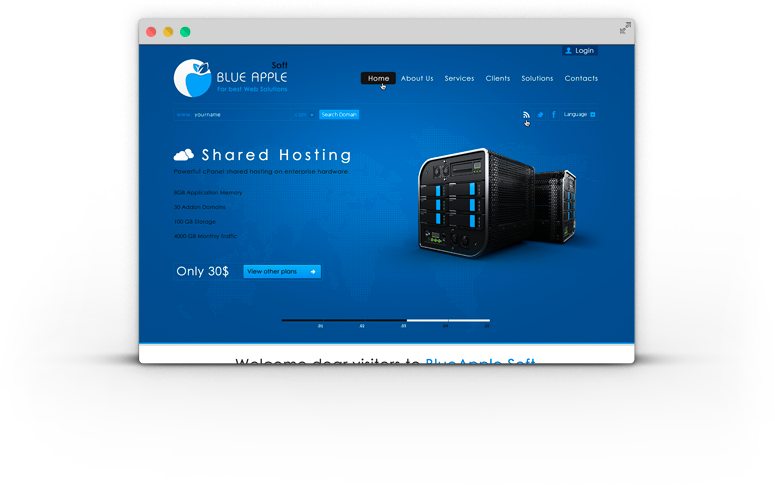 Login
Soft
BLUE APPLE
For best Web Solutions
Home About Us Services Clients Solutions Contacts
www. yourname .com Search Domain
f Language
Shared Hosting
Powerful cPanel shared hosting on enterprise hardware.
8GB Application Memory
30 Addon Domains
100 GB Storage
4000 GB Monthly Traffic
Only 30$ View other plans
.01 .02 .03 .04 .05
Welcome dear visitors to BlueApple Soft